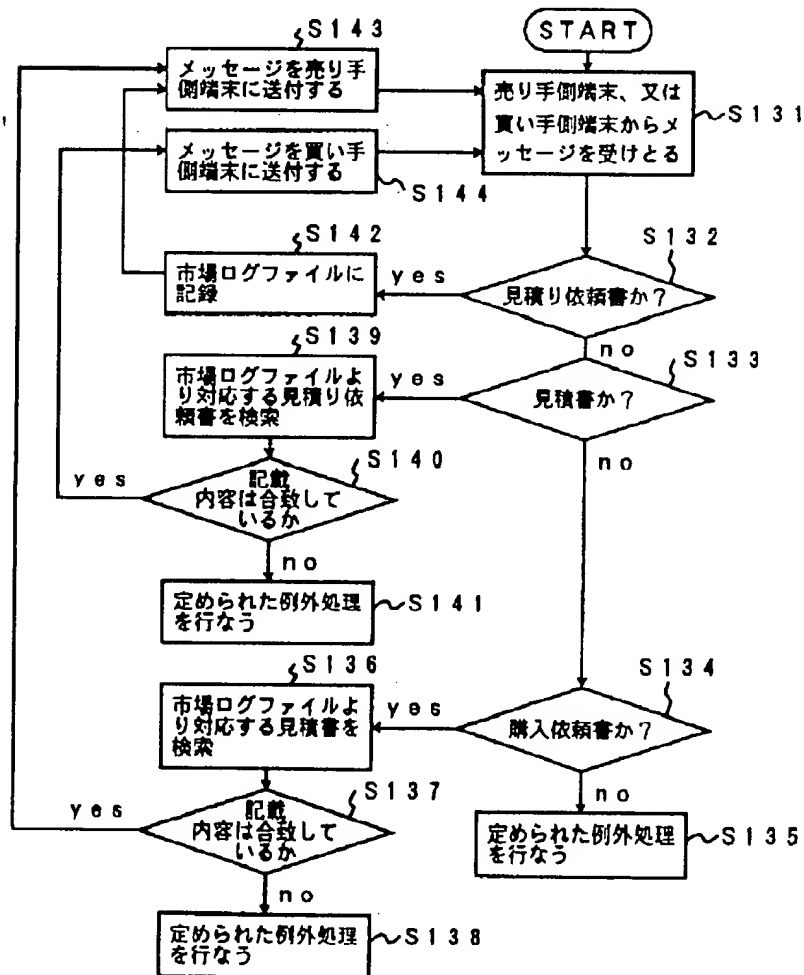 START
売り手側端末、又は
買い手側端末からメ
ッセージを受けとる
S131
S143
メッセージを売り手
側端末に送付する
メッセージを買い手
側端末に送付する
S144
S142
市場ログファイルに
記録
yes
S132
見積り依頼書か?
no
S139
市場ログファイルよ
り対応する見積り依
頼書を検索
yes
S133
見積書か?
no
S140
記載
内容は合致して
いるか
yes
no
定められた例外処理
を行なう
S141
S136
市場ログファイルよ
り対応する見積書を
検索
yes
S134
購入依頼書か?
no
定められた例外処理
を行なう
S135
S137
記載
内容は合致して
いるか
yes
no
定められた例外処理
を行なう
S138